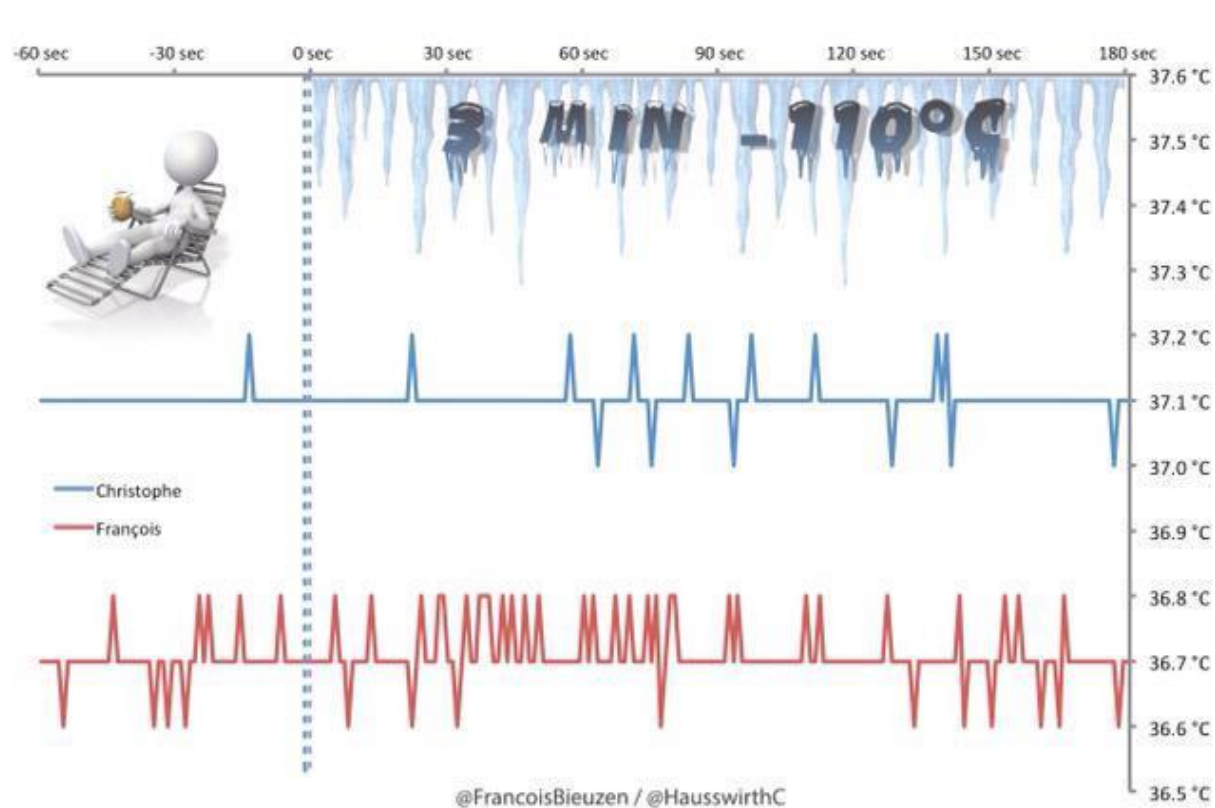 -60 sec -30 sec 0 sec 30 sec 60 sec 90 sec 120 sec 150 sec 180 sec
37.6 °C
3 MIN -110°C
37.5 °C
37.4 °C
37.3 °C
37.2 °C
37.1 °C
37.0 °C
Christophe
François
36.9 °C
36.8 °C
36.7 °C
36.6 °C
36.5 °C
@FrancoisBieuzen / @HausswirthC